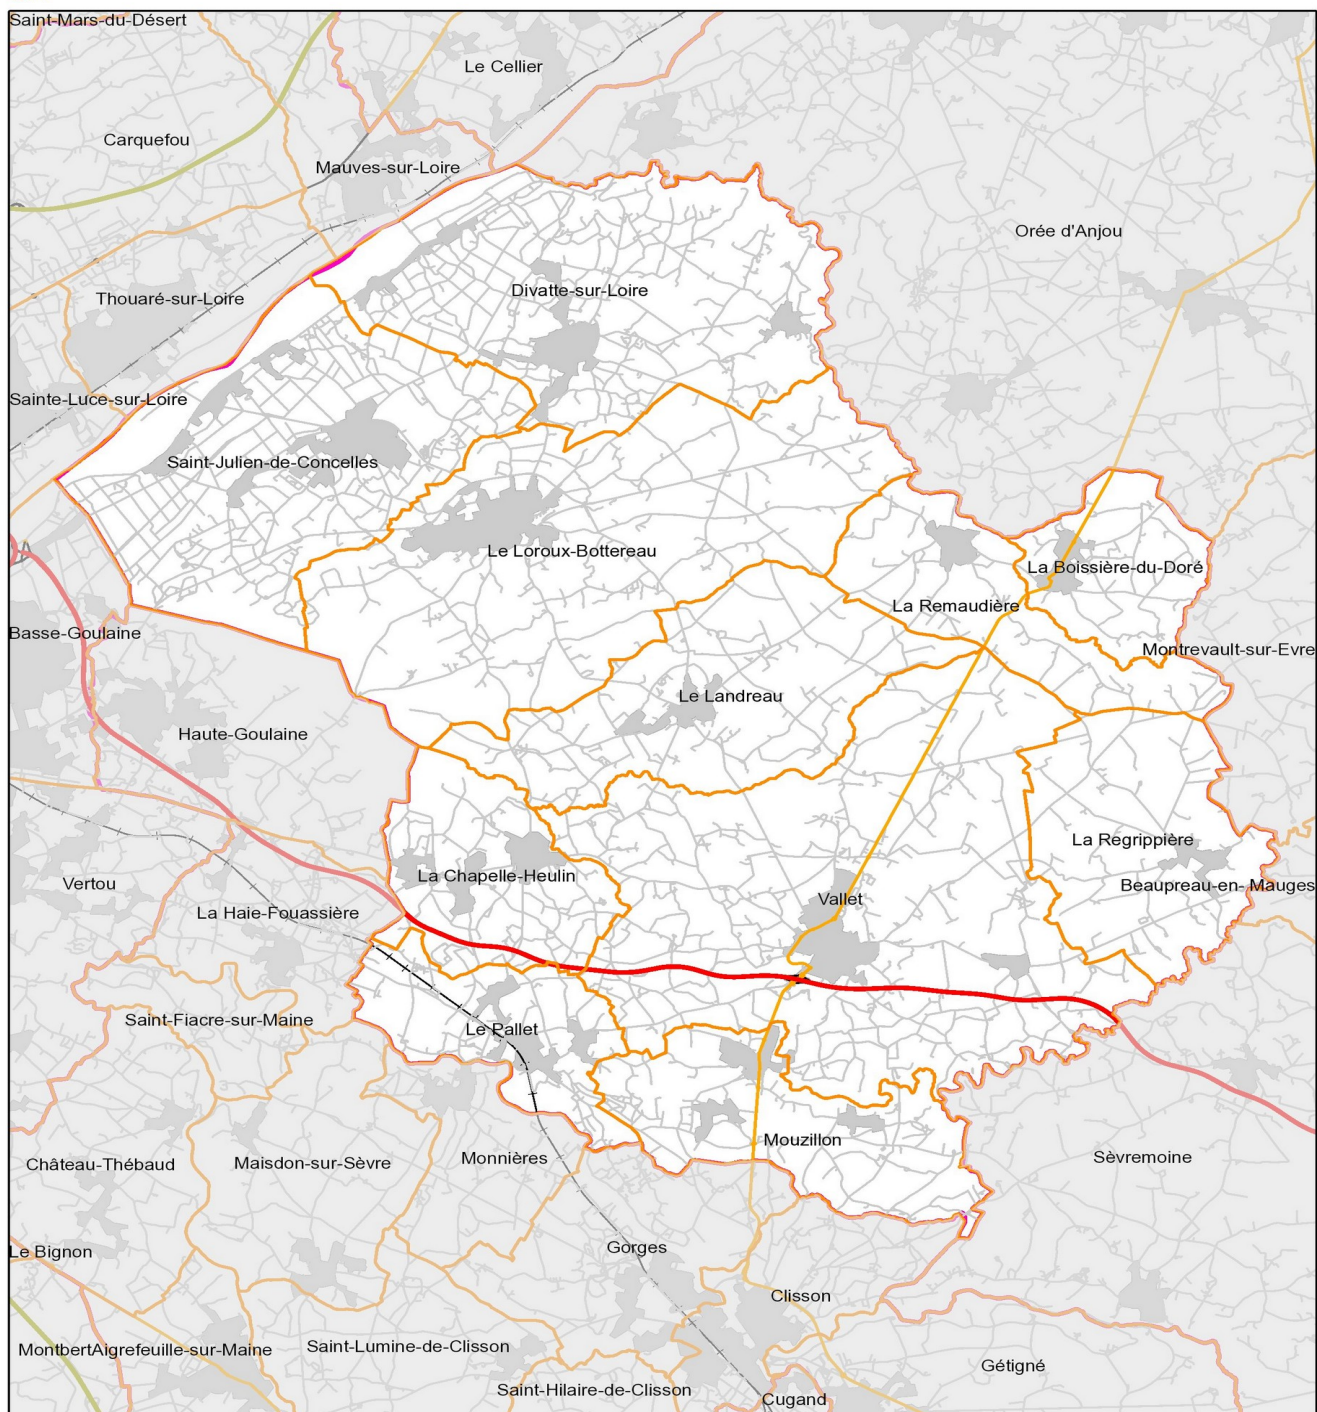 Saint-Mars-du-Désert
Le Cellier
Carquefou
Mauves-sur-Loire
Orée d'Anjou
Divatte-sur-Loire
Thouaré-sur-Loire
Sainte-Luce-sur-Loire
Saint-Julien-de-Concelles
Le Loroux-Bottereau
La Boissière-du-Doré
La Remaudière
Basse-Goulaine
Montrevault-sur-Evre
Le Landreau
Haute-Goulaine
La Regrippière
La Chapelle-Heulin
Vertou
Beaupreau-en- Mauges
Vallet
La Haie-Fouassière
Saint-Fiacre-sur-Maine
Le Pallet
Mouzillon
Château-Thébaud
Maisdon-sur-Sèvre
Monnières
Sèvremoine
Le Bignon
Gorges
Clisson
Montbert
Aigrefeuille-sur-Maine
Saint-Lumine-de-Clisson
Gétigné
Saint-Hilaire-de-Clisson
Cugand